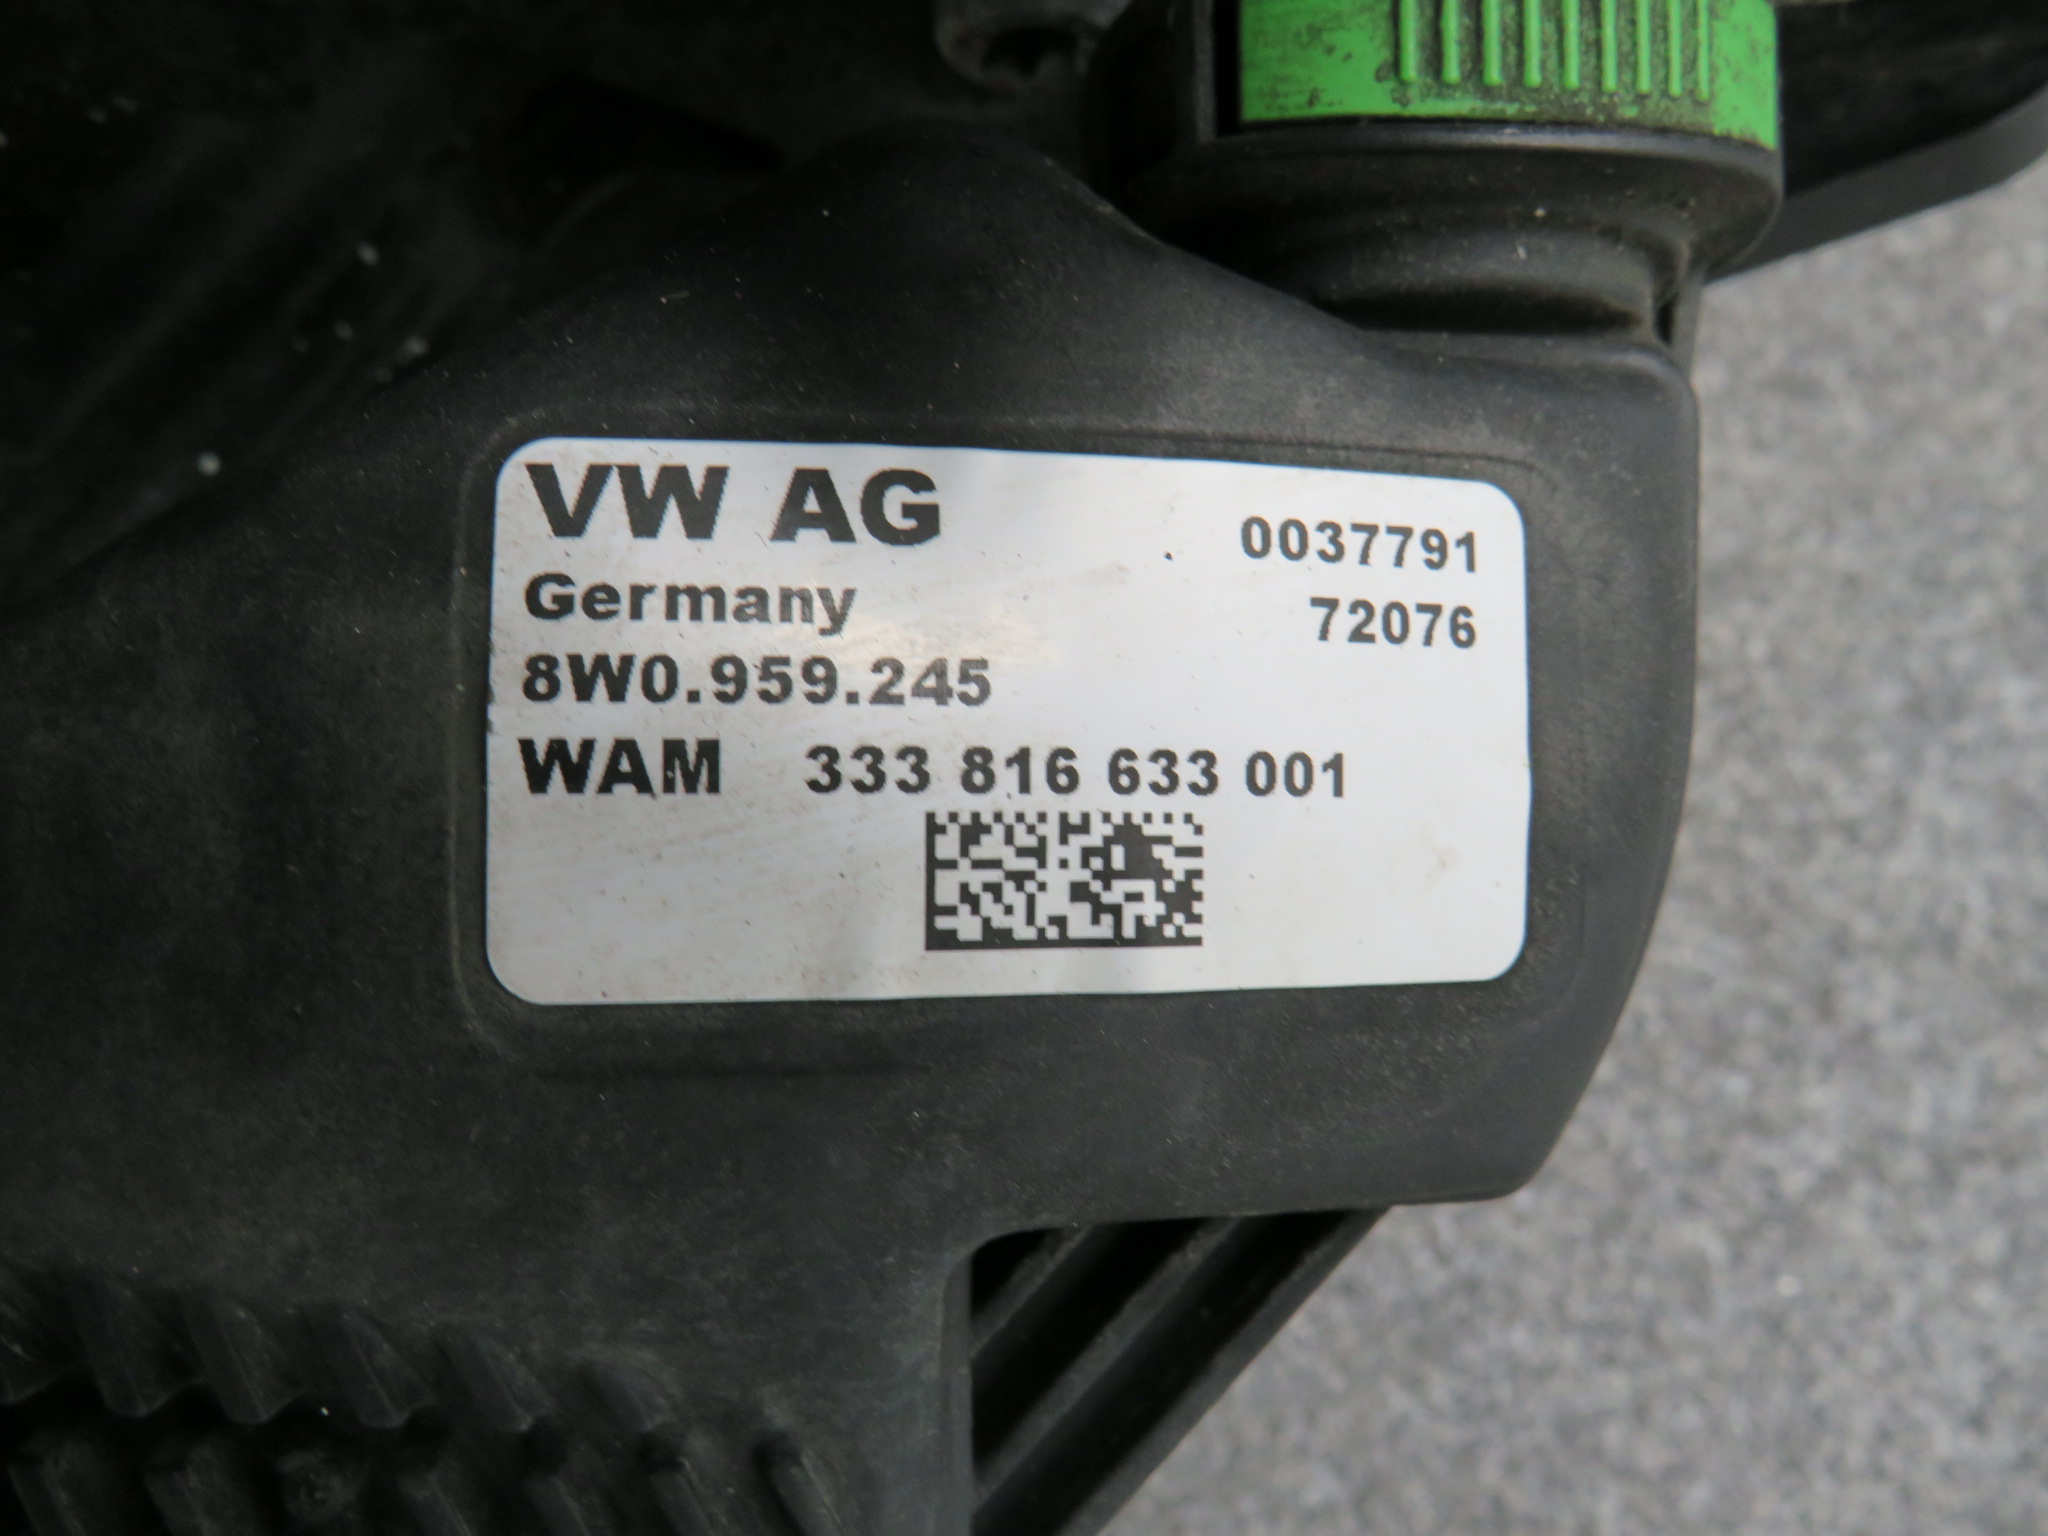 VW AG 0037791
Germany 72076
8W0.959.245
WAM 333 816 633 001